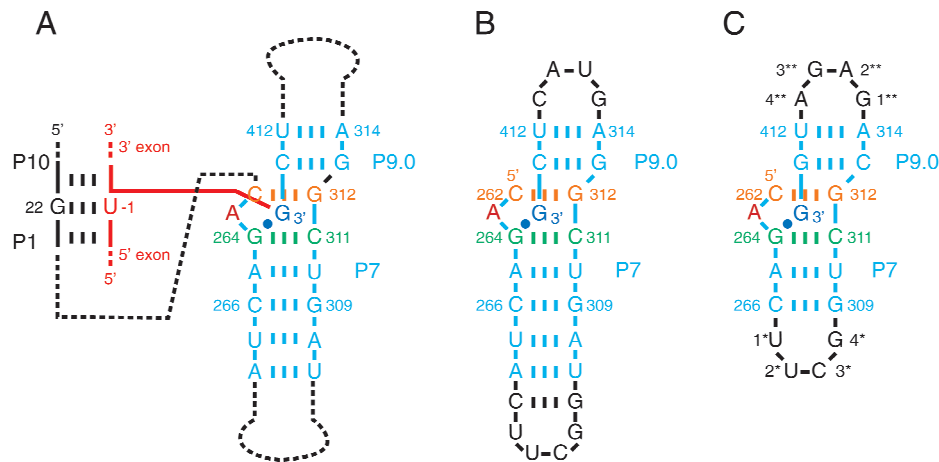 A
B
C
5'
3'
3' exon
P10
22 G U -1
P1
5' exon
5'
412 U A 314
C G P9.0
C G 312
A G 3'
264 G C 311
A U P7
266 C G 309
U A
A U
A U
C G
412 U A 314
C G P9.0
5'
262 C G 312
A G 3'
264 G C 311
A U P7
266 C G 309
U A
A U
C G
U G
U C
3** G A 2**
4** A G 1**
412 U A 314
G C P9.0
5'
262 C G 312
A G 3'
264 G C 311
A U P7
266 C G 309
1* U G 4*
2* U C 3*